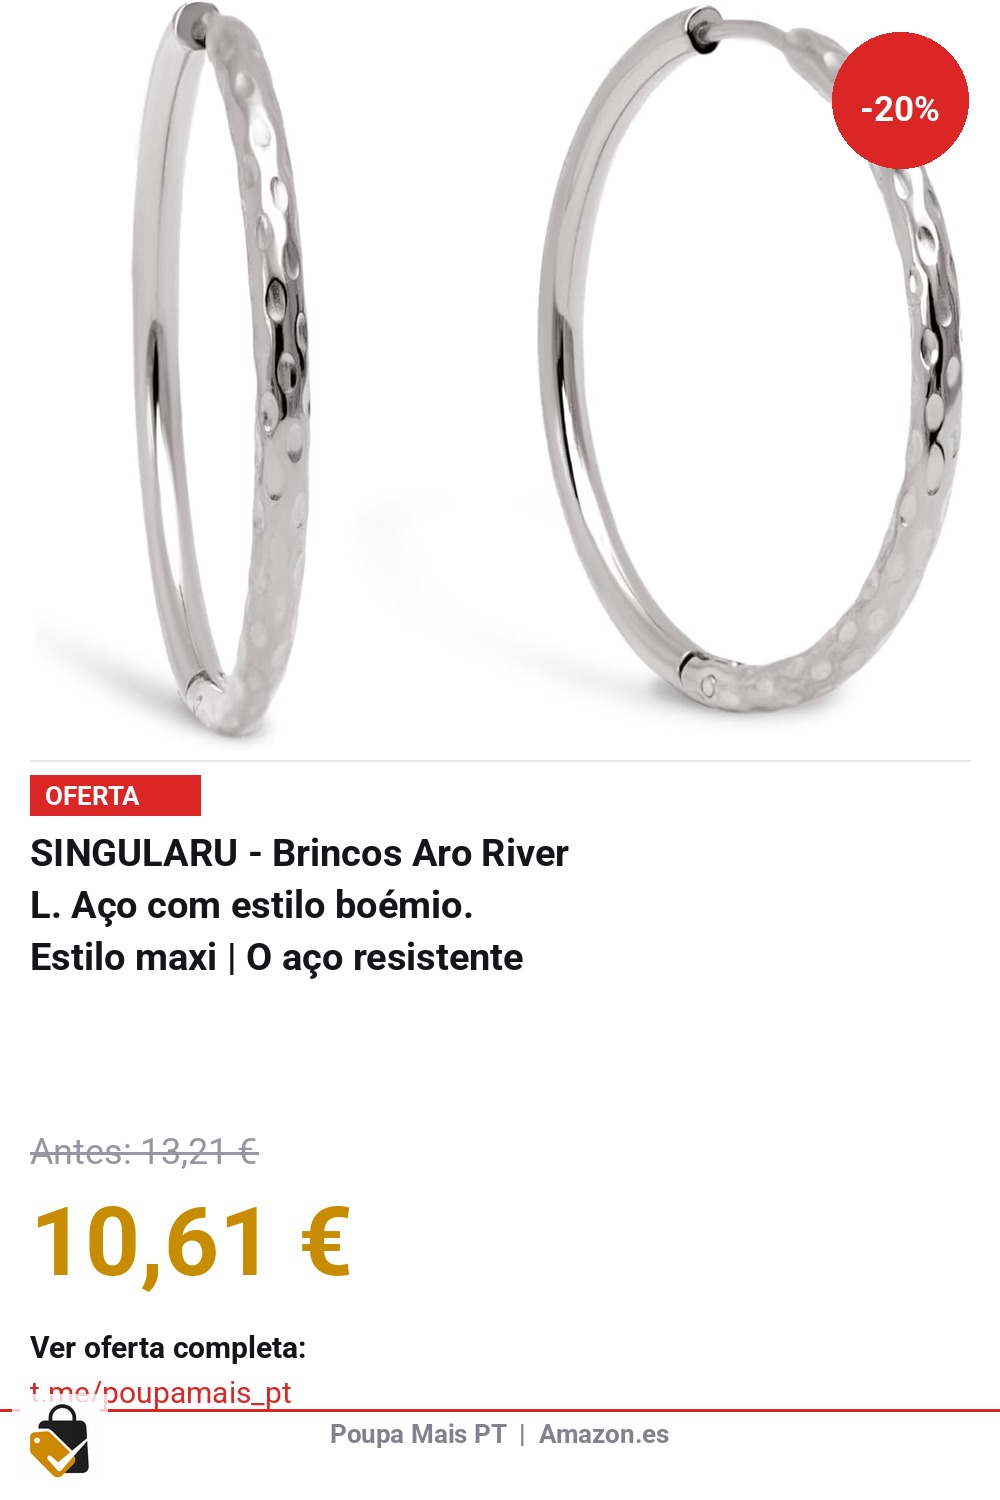 -20%
OFERTA
SINGULARU - Brincos Aro River
L. Aço com estilo boémio.
Estilo maxi | O aço resistente
Antes: 13,21 €
10,61 €
Ver oferta completa:
t.me/poupamais_pt
Poupa Mais PT | Amazon.es